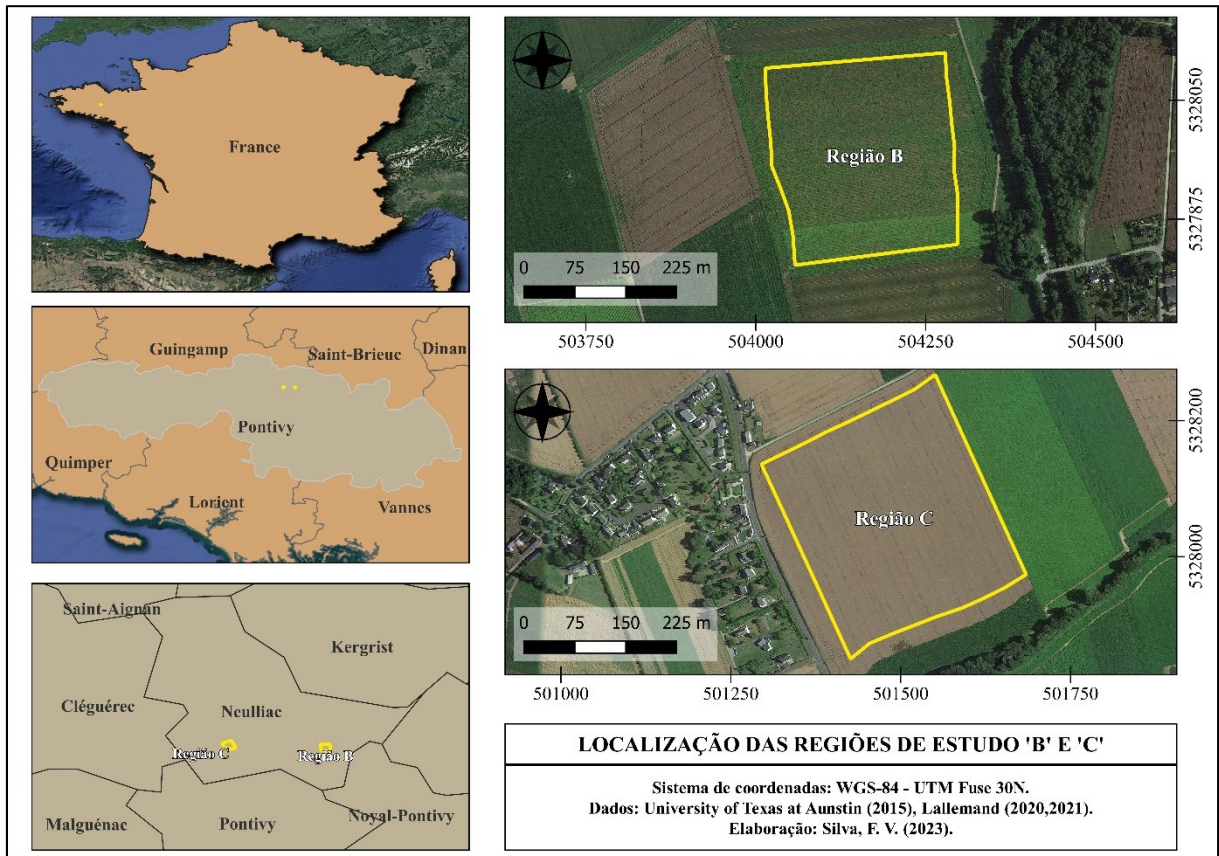 France
Guingamp
Saint-Brieuc
Dinan
Pontivy
Quimper
Lorient
Vannes
Saint-Aignan
Kergrist
Cléguérec
Neulliac
Região C
Região B
Malguénac
Pontivy
Noyal-Pontivy
Região B
0 75 150 225 m
5328050
5327875
503750 504000 504250 504500
Região C
0 75 150 225 m
5328200
5328000
501000 501250 501500 501750
LOCALIZAÇÃO DAS REGIÕES DE ESTUDO 'B' E 'C'
Sistema de coordenadas: WGS-84 - UTM Fuse 30N.
Dados: University of Texas at Aunstin (2015), Lallemand (2020,2021).
Elaboração: Silva, F. V. (2023).